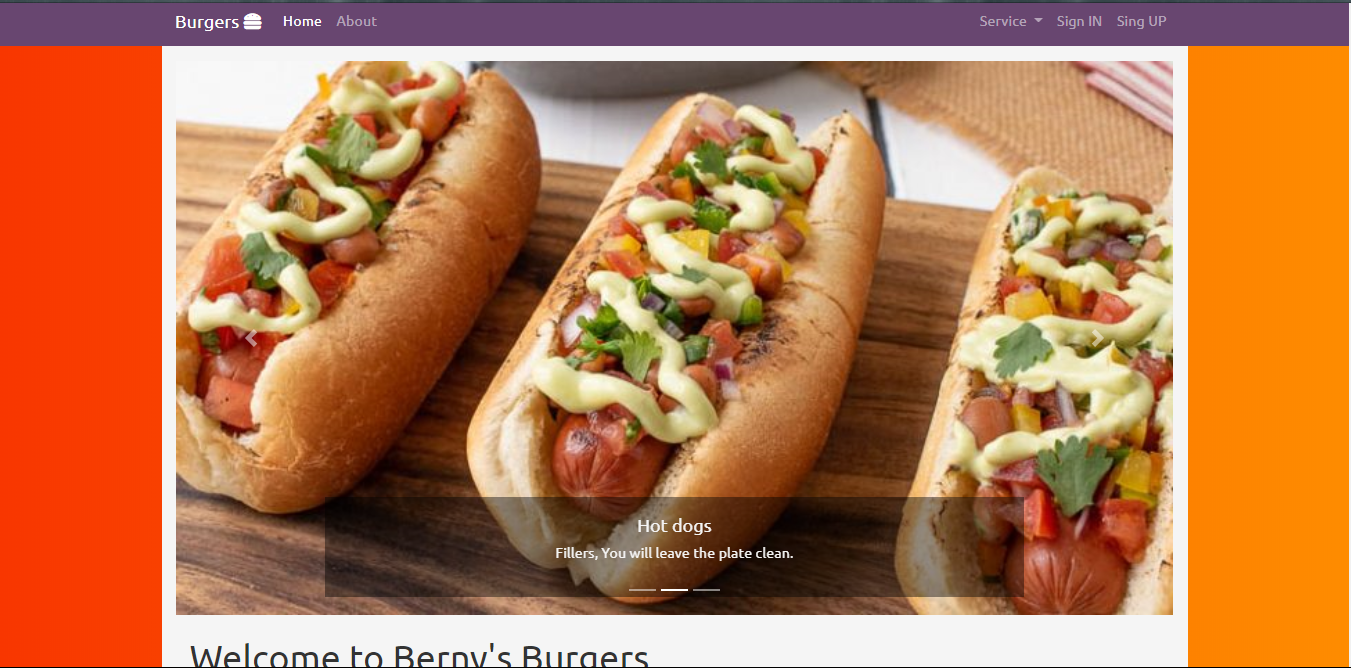 Burgers Home About Service Sign IN Sing UP
Hot dogs
Fillers, You will leave the plate clean.
Welcome to Berny's Burgers